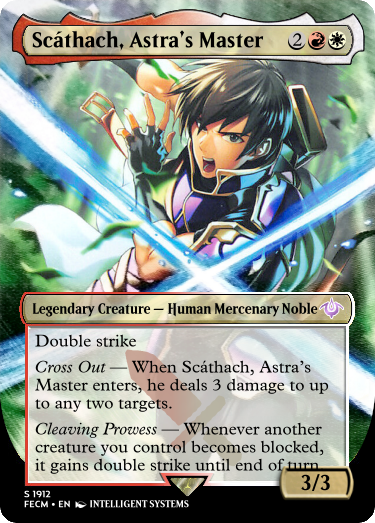 Scáthach, Astra's Master 2
Legendary Creature — Human Mercenary Noble
Double strike
Cross Out — When Scáthach, Astra's
Master enters, he deals 3 damage to up
to any two targets.
Cleaving Prowess — Whenever another
creature you control becomes blocked,
it gains double strike until end of turn.
3/3
S 1912
FECM • EN INTELLIGENT SYSTEMS